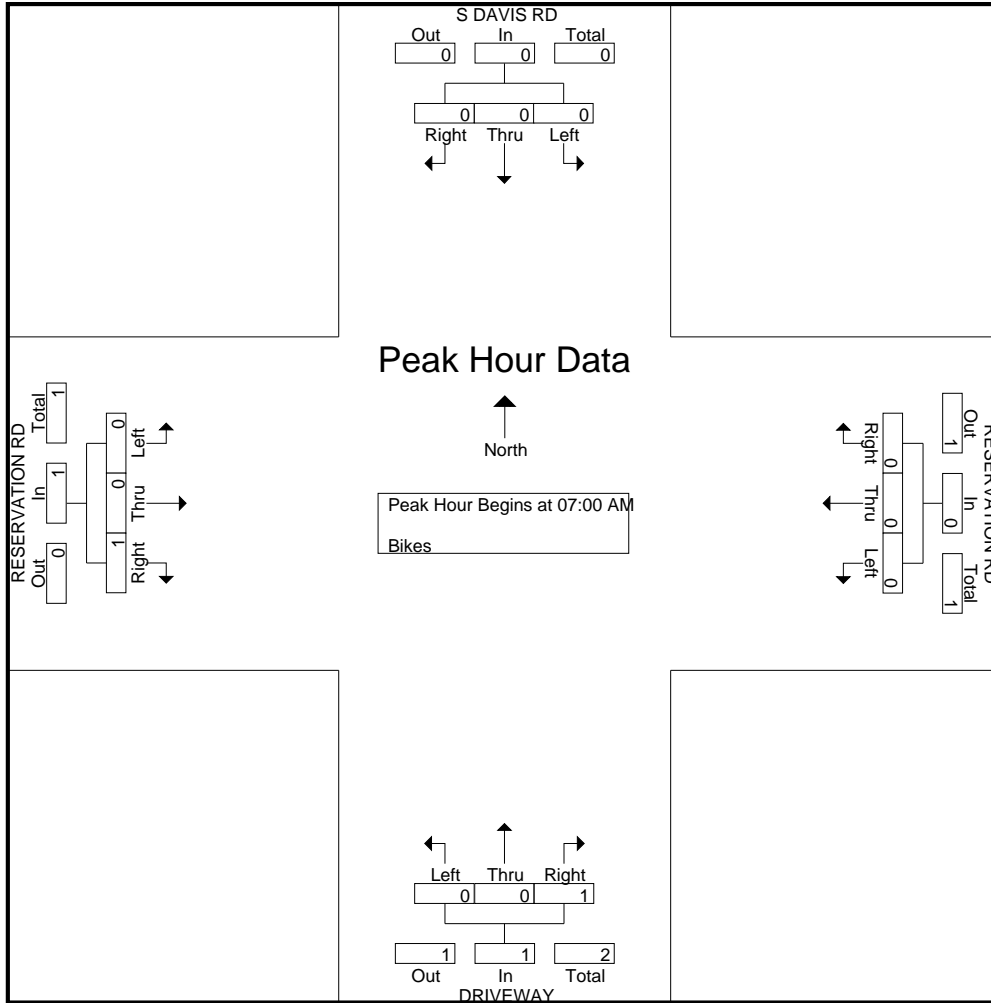 S DAVIS RD
Out In Total
0 0 0
0 0 0
Right Thru Left
Peak Hour Data
North
Peak Hour Begins at 07:00 AM
Bikes
RESERVATION RD
Out In Total
0 1 1
Left Thru Right
0 0 1
RESERVATION RD
Out In Total
1 0 1
Right Thru Left
0 0 0
Left Thru Right
0 0 1
1 1 2
Out In Total
DRIVEWAY